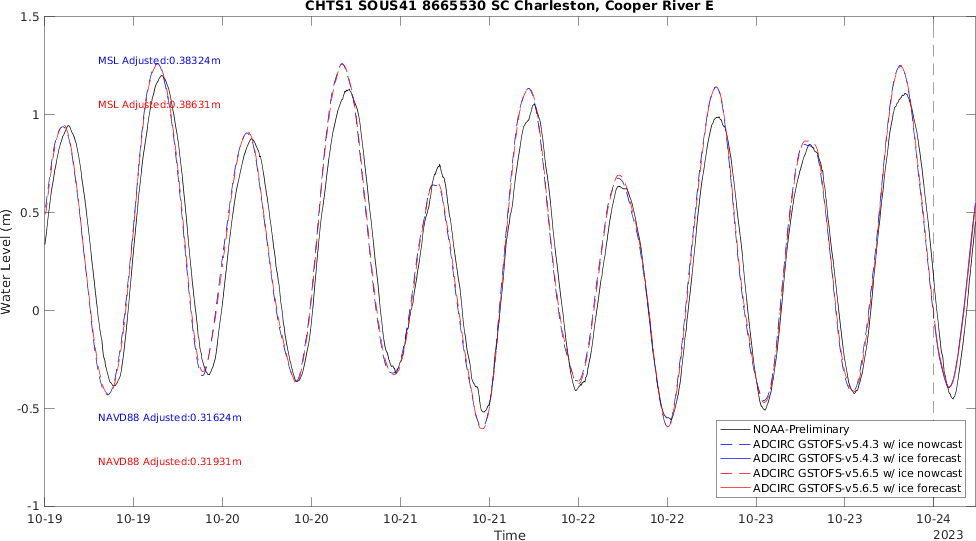 CHTS1 SOUS41 8665530 SC Charleston, Cooper River E
1.5
1
0.5
0
-0.5
-1
Water Level (m)
MSL Adjusted:0.38324m
MSL Adjusted:0.38631m
NAVD88 Adjusted:0.31624m
NAVD88 Adjusted:0.31931m
NOAA-Preliminary
ADCIRC GSTOFS-v5.4.3 w/ ice nowcast
ADCIRC GSTOFS-v5.4.3 w/ ice forecast
ADCIRC GSTOFS-v5.6.5 w/ ice nowcast
ADCIRC GSTOFS-v5.6.5 w/ ice forecast
10-19 10-19 10-20 10-20 10-21 10-21 10-22 10-22 10-23 10-23 10-24
Time
2023